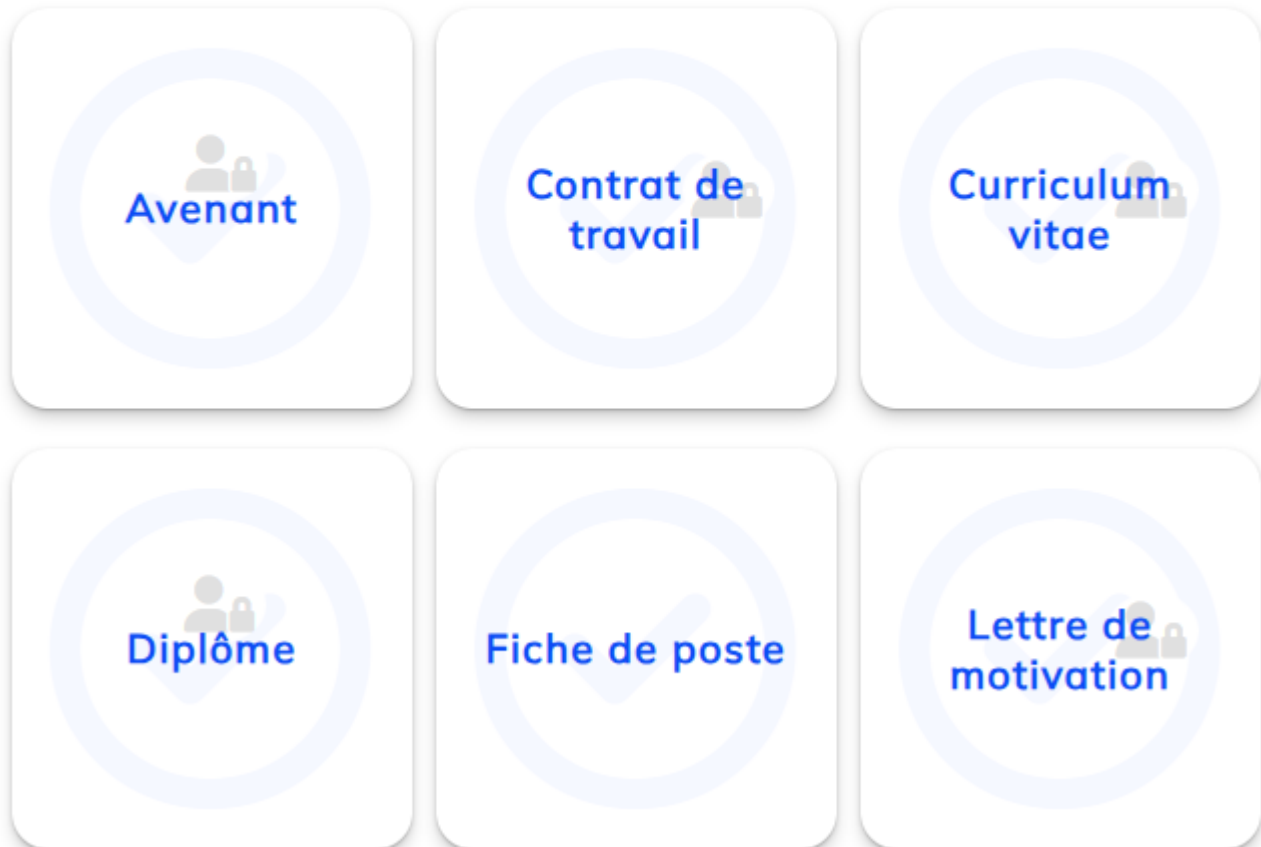 Avenant
Contrat de
travail
Curriculum
vitae
Diplôme
Fiche de poste
Lettre de
motivation